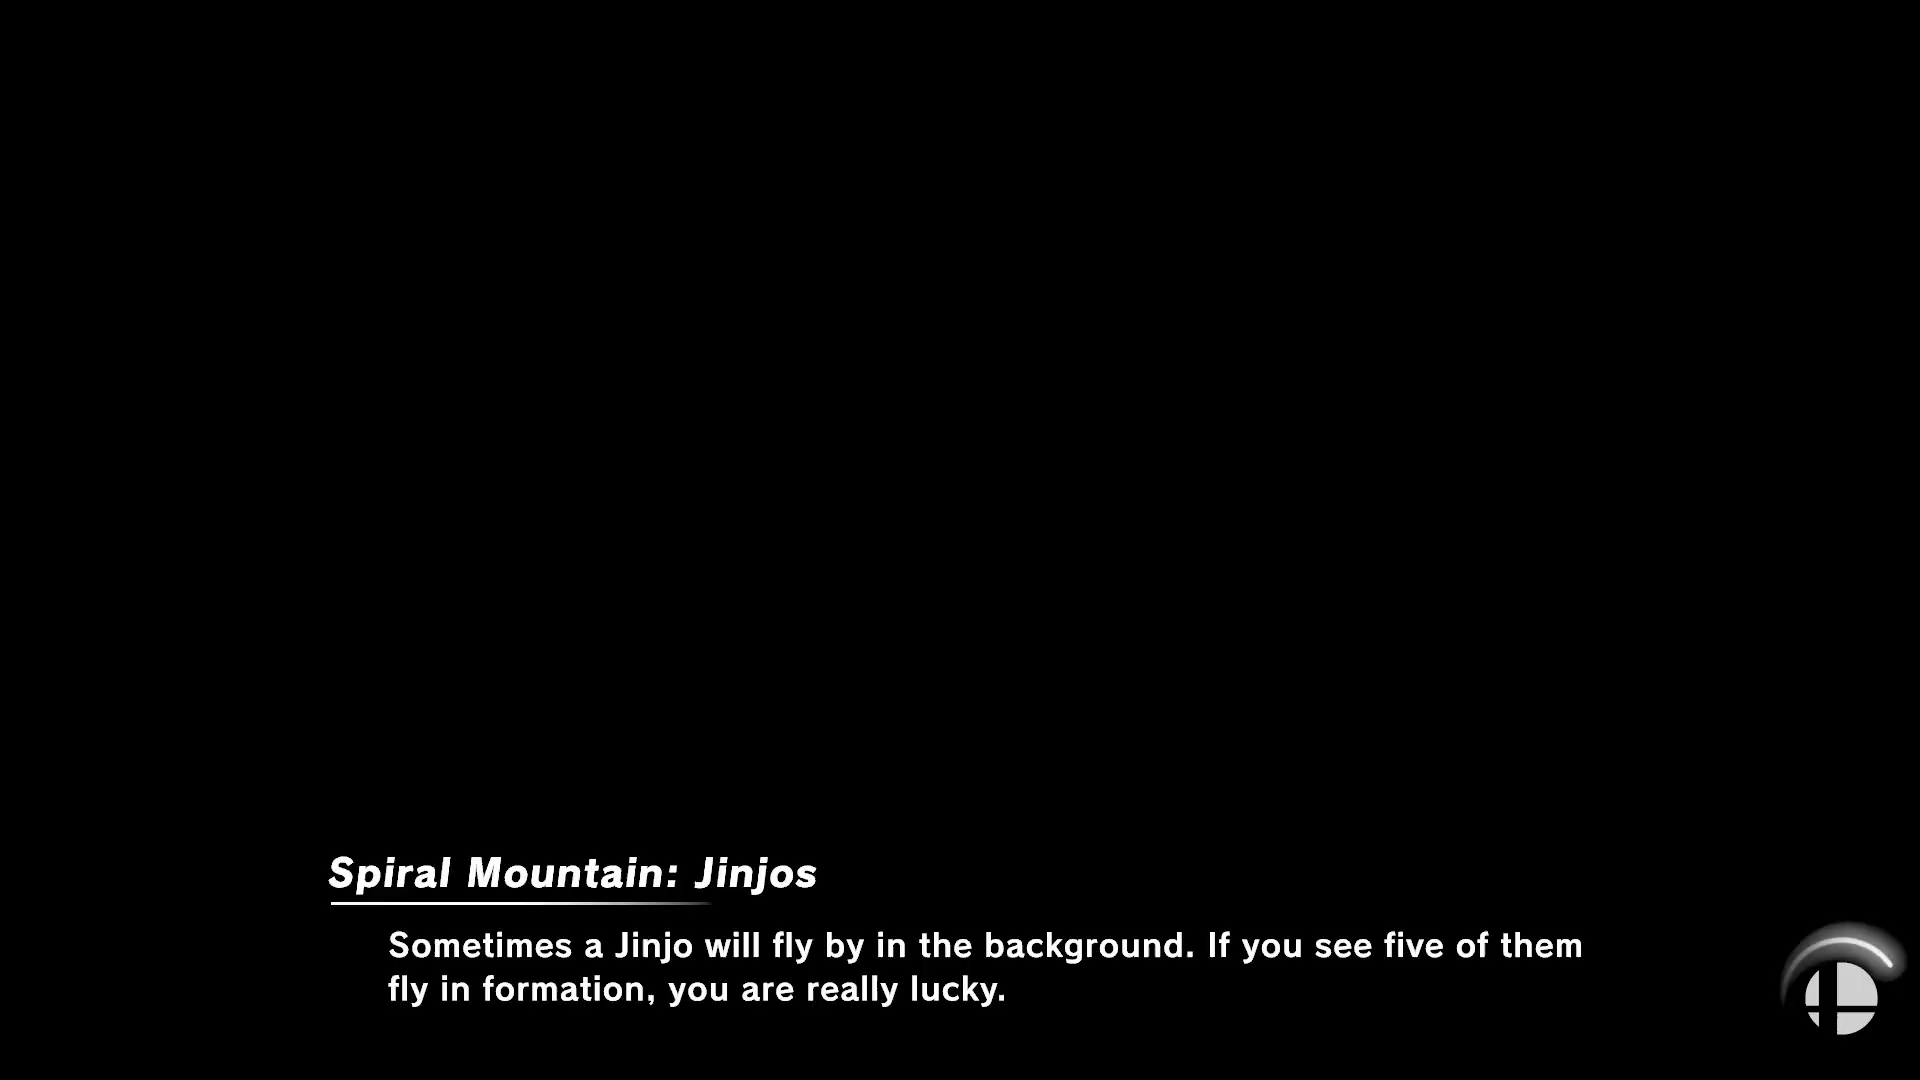 Spiral Mountain: Jinjos
Sometimes a Jinjo will fly by in the background. If you see five of them
fly in formation, you are really lucky.